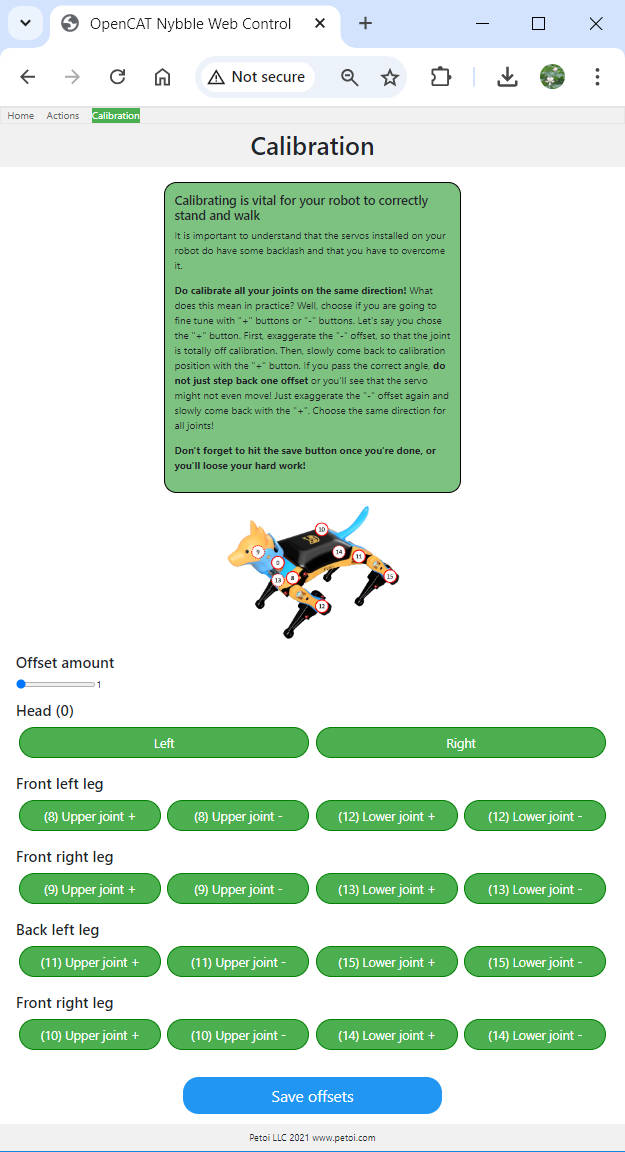 OpenCAT Nybble Web Control
Not secure
Home Actions Calibration
Calibration
Calibrating is vital for your robot to correctly
stand and walk
It is important to understand that the servos installed on your
robot do have some backlash and that you have to overcome
it.
Do calibrate all your joints on the same direction! What
does this mean in practice? Well, choose if you are going to
fine tune with "+" buttons or "-" buttons. Let's say you chose
the "+" button. First, exaggerate the "-" offset, so that the joint
is totally off calibration. Then, slowly come back to calibration
position with the "+" button. If you pass the correct angle, do
not just step back one offset or you'll see that the servo
might not even move! Just exaggerate the "-" offset again and
slowly come back with the "+". Choose the same direction for
all joints!
Don't forget to hit the save button once you're done, or
you'll loose your hard work!
10
9
14
11
0
13
8
15
12
Offset amount
1
Head (0)
Left Right
Front left leg
(8) Upper joint + (8) Upper joint - (12) Lower joint + (12) Lower joint -
Front right leg
(9) Upper joint + (9) Upper joint - (13) Lower joint + (13) Lower joint -
Back left leg
(11) Upper joint + (11) Upper joint - (15) Lower joint + (15) Lower joint -
Front right leg
(10) Upper joint + (10) Upper joint - (14) Lower joint + (14) Lower joint -
Save offsets
Petoi LLC 2021 www.petoi.com